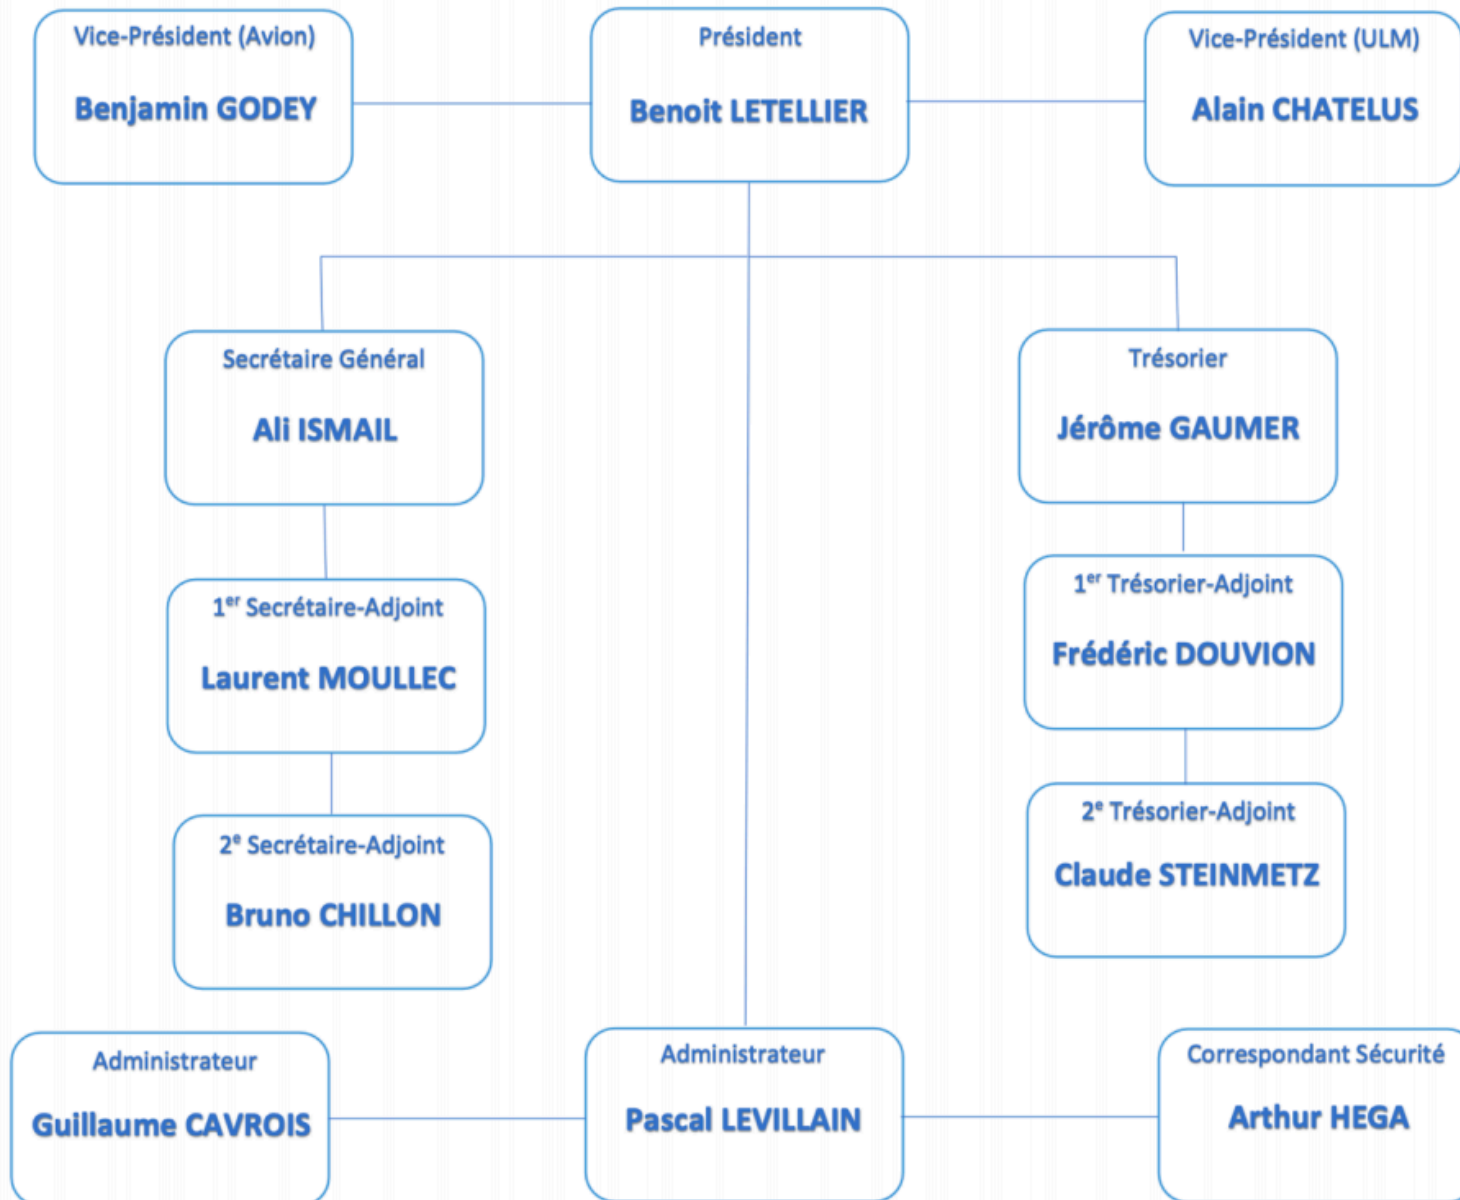 Vice-Président (Avion)
Benjamin GODEY
Président
Benoit LETELLIER
Vice-Président (ULM)
Alain CHATELUS
Secrétaire Général
Ali ISMAIL
Trésorier
Jérôme GAUMER
1er Secrétaire-Adjoint
Laurent MOULLEC
1er Trésorier-Adjoint
Frédéric DOUVION
2e Secrétaire-Adjoint
Bruno CHILLON
2e Trésorier-Adjoint
Claude STEINMETZ
Administrateur
Guillaume CAVROIS
Administrateur
Pascal LEVILLAIN
Correspondant Sécurité
Arthur HEGA